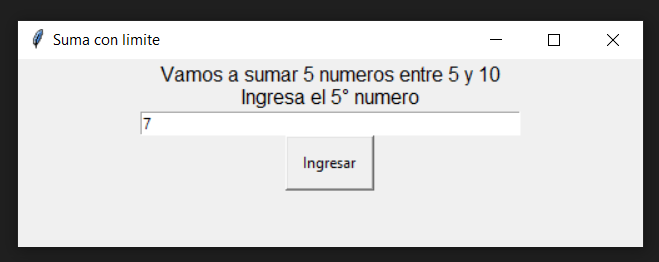 Suma con limite
Vamos a sumar 5 numeros entre 5 y 10
Ingresa el 5° numero
7
Ingresar